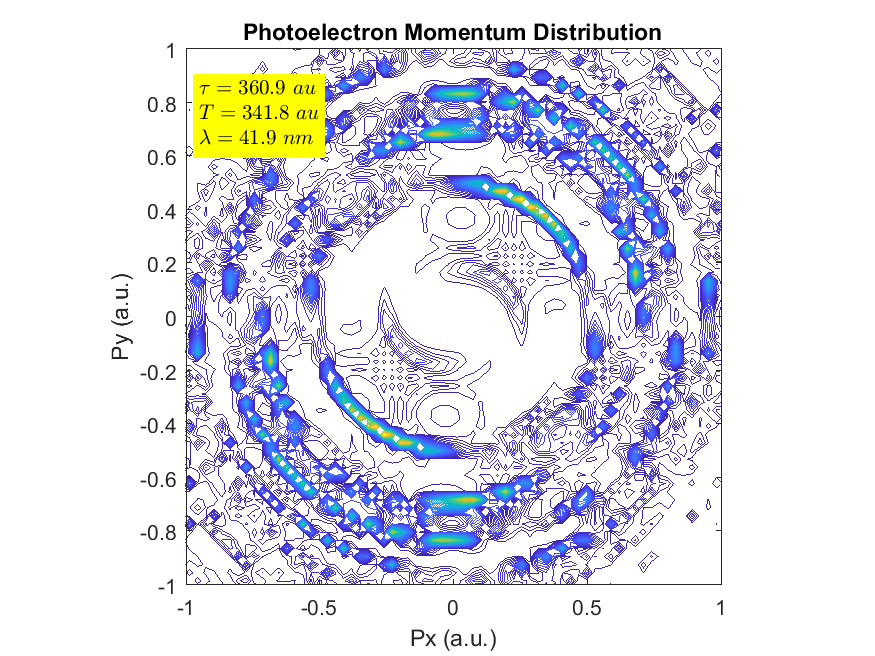 Photoelectron Momentum Distribution
τ = 360.9 au
T = 341.8 au
λ = 41.9 nm
1
0.8
0.6
0.4
0.2
0
-0.2
-0.4
-0.6
-0.8
-1
Py (a.u.)
-1
-0.5
0
0.5
1
Px (a.u.)